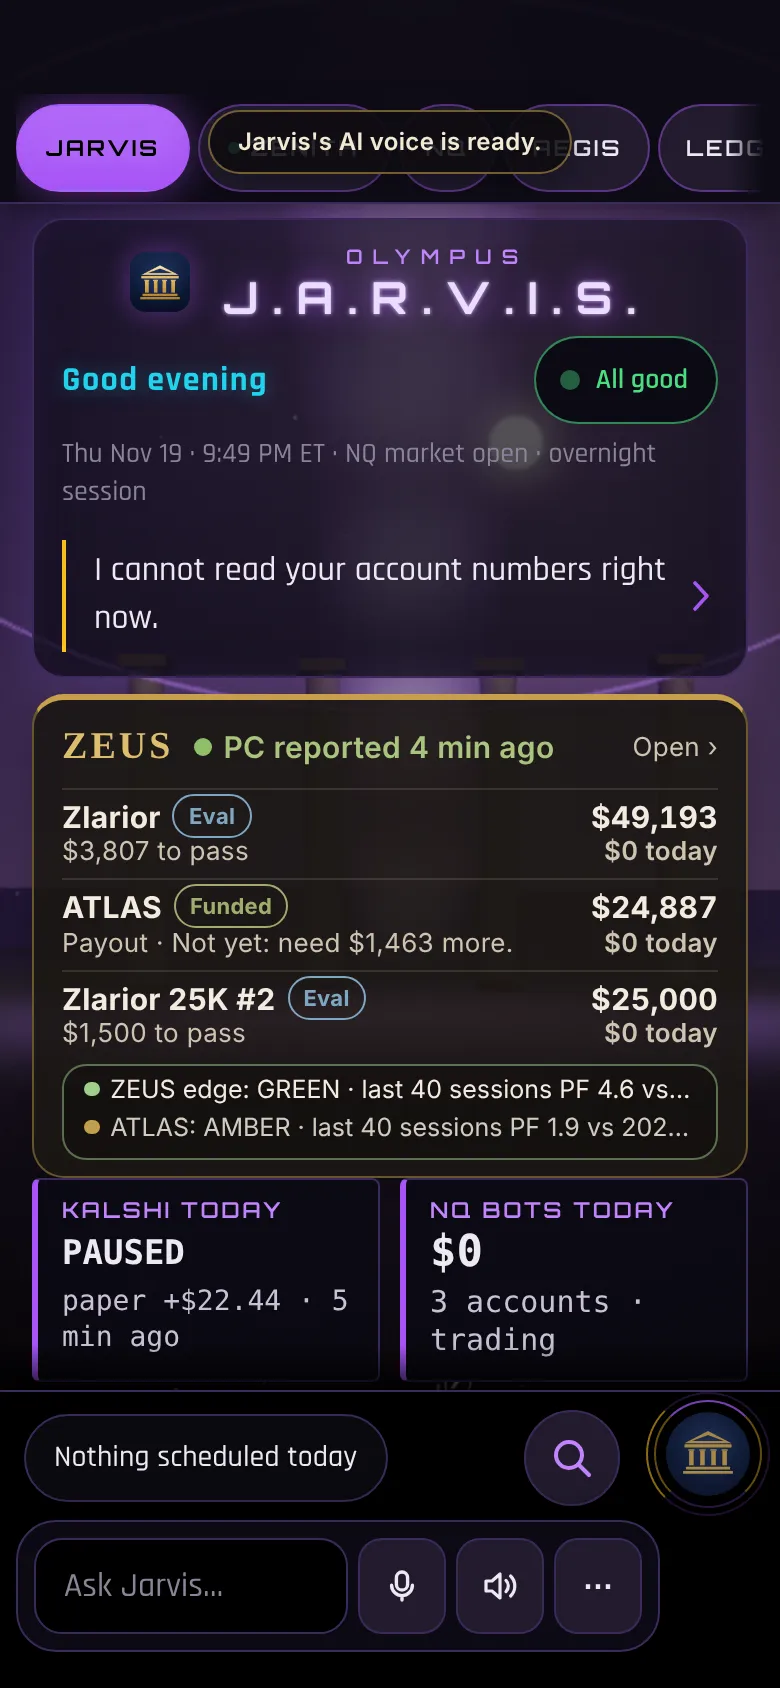 JARVIS
Jarvis's AI voice is ready.
EGIS
LEDG
OLYMPUS
J.A.R.V.I.S.
Good evening
All good
Thu Nov 19 · 9:49 PM ET · NQ market open · overnight
session
I cannot read your account numbers right
now.
ZEUS
PC reported 4 min ago
Open ›
Zlarior Eval $49,193
$3,807 to pass $0 today
ATLAS Funded $24,887
Payout · Not yet: need $1,463 more. $0 today
Zlarior 25K #2 Eval $25,000
$1,500 to pass $0 today
ZEUS edge: GREEN · last 40 sessions PF 4.6 vs...
ATLAS: AMBER · last 40 sessions PF 1.9 vs 202...
KALSHI TODAY
PAUSED
paper +$22.44 · 5
min ago
NQ BOTS TODAY
$0
3 accounts ·
trading
Nothing scheduled today
Ask Jarvis...